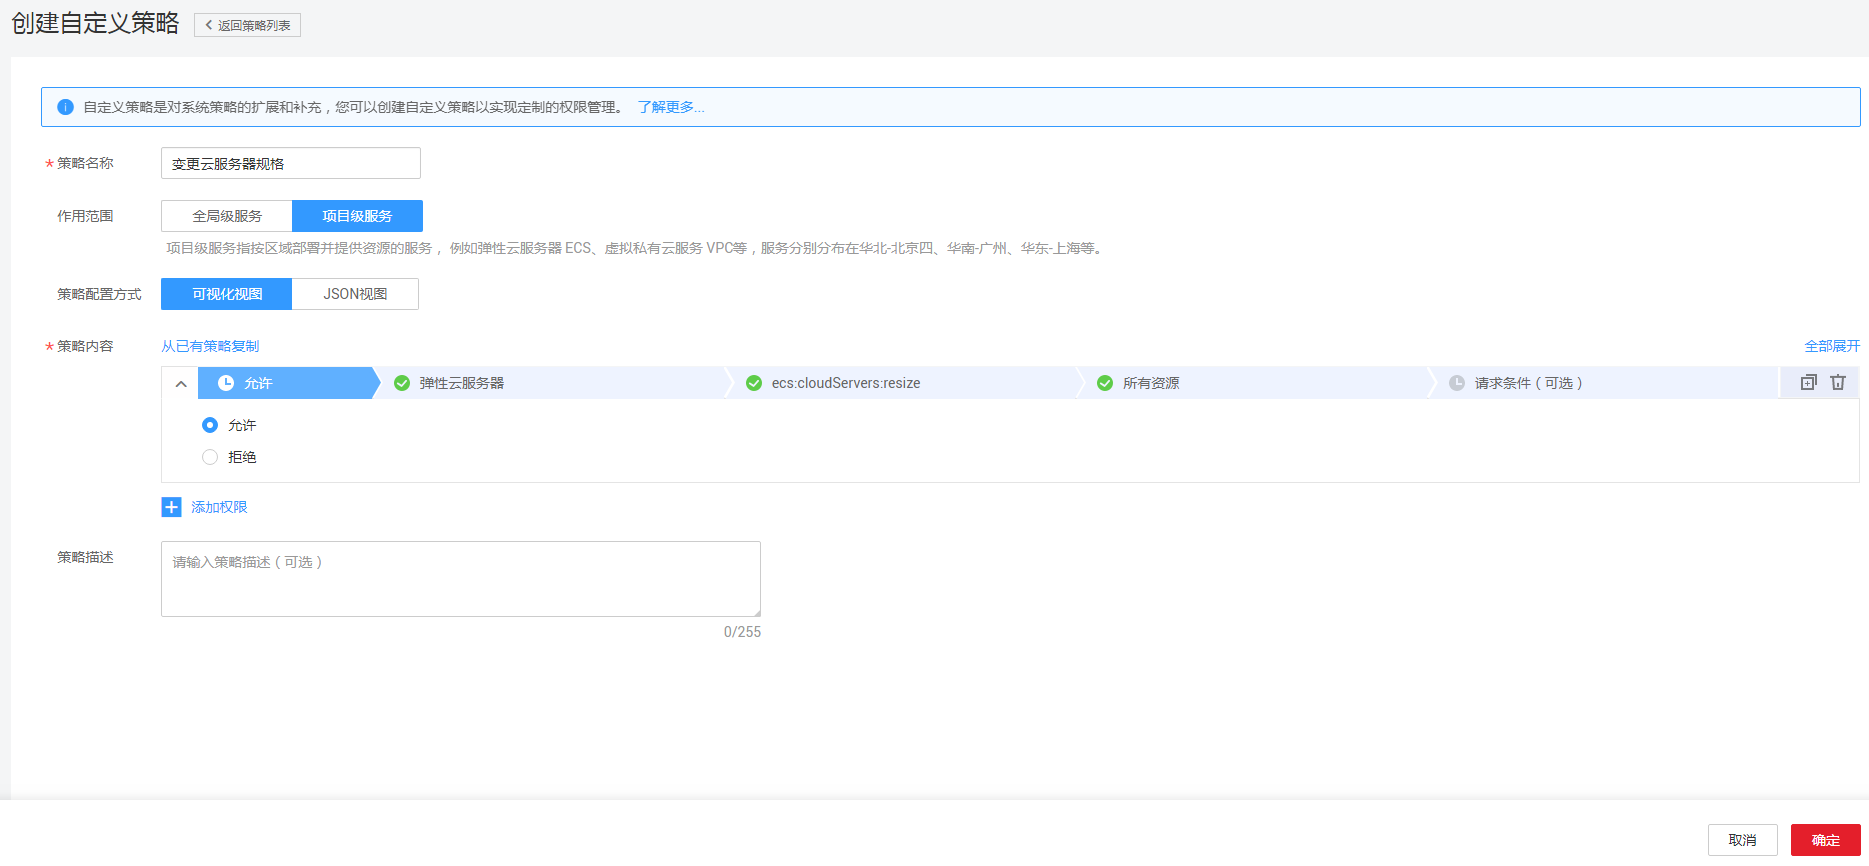 创建自定义策略 返回策略列表
自定义策略是对系统策略的扩展和补充，您可以创建自定义策略以实现定制的权限管理。 了解更多...
* 策略名称 变更云服务器规格
作用范围 全局级服务 项目级服务
项目级服务指按区域部署并提供资源的服务， 例如弹性云服务器 ECS、虚拟私有云服务 VPC等，服务分别分布在华北-北京四、华南-广州、华东-上海等。
策略配置方式 可视化视图 JSON视图
* 策略内容 从已有策略复制 全部展开
允许 弹性云服务器 ecs:cloudServers:resize 所有资源 请求条件（可选）
允许
拒绝
添加权限
策略描述 请输入策略描述（可选）
0/255
取消 确定